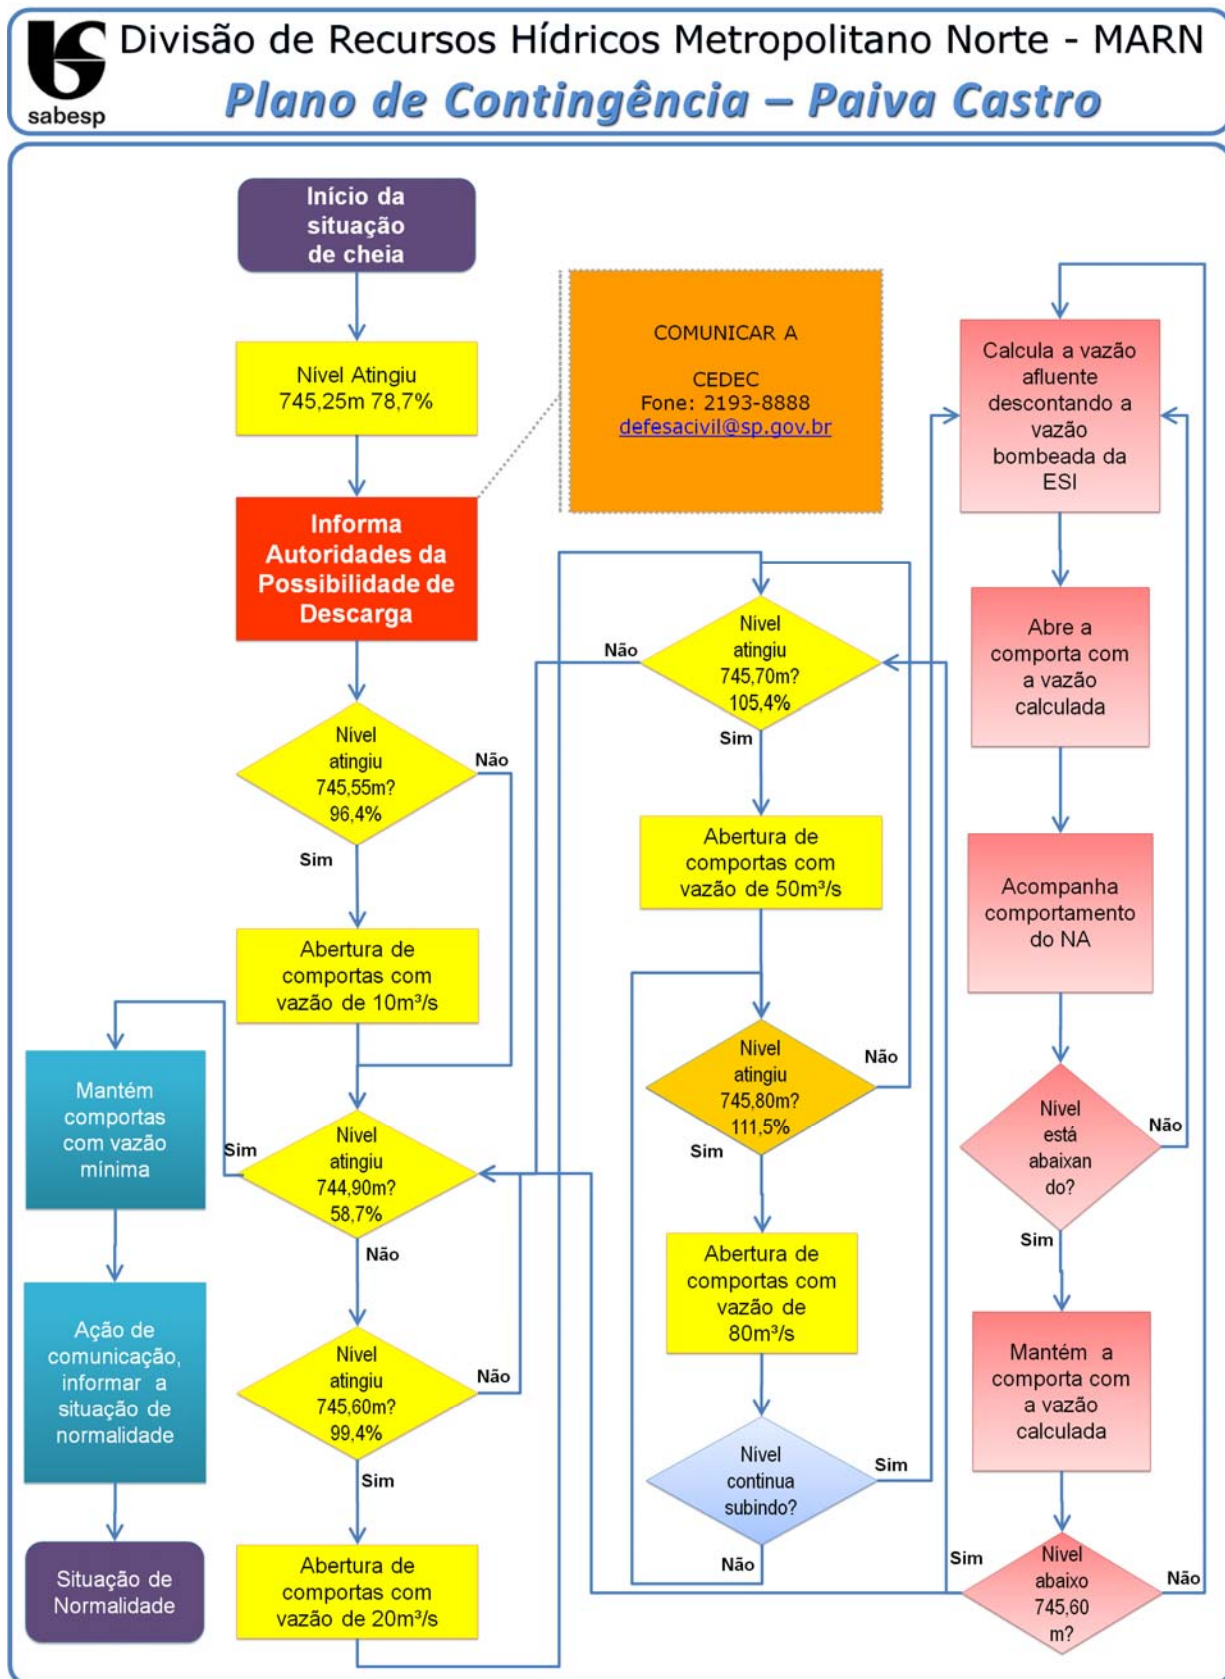 sabesp
Divisão de Recursos Hídricos Metropolitano Norte - MARN
Plano de Contingência – Paiva Castro
Início da
situação
de cheia
Nível Atingiu
745,25m 78,7%
Informa
Autoridades da
Possibilidade de
Descarga
COMUNICAR A
CEDEC
Fone: 2193-8888
defesacivil@sp.gov.br
Nível
atingiu
745,55m?
96,4%
Não
Sim
Abertura de
comportas com
vazão de 10m³/s
Nível
atingiu
744,90m?
58,7%
Sim
Não
Mantém
comportas
com vazão
mínima
Ação de
comunicação,
informar a
situação de
normalidade
Situação de
Normalidade
Nível
atingiu
745,60m?
99,4%
Não
Sim
Abertura de
comportas com
vazão de 20m³/s
Nível
atingiu
745,70m?
105,4%
Não
Sim
Abertura de
comportas com
vazão de 50m³/s
Nível
atingiu
745,80m?
111,5%
Não
Sim
Abertura de
comportas com
vazão de
80m³/s
Nível
continua
subindo?
Sim
Não
Calcula a vazão
afluente
descontando a
vazão
bombeada da
ESI
Abre a
comporta com
a vazão
calculada
Acompanha
comportamento
do NA
Nível
está
abaixan
do?
Não
Sim
Mantém a
comporta com
a vazão
calculada
Nível
abaixo
745,60
m?
Sim
Não